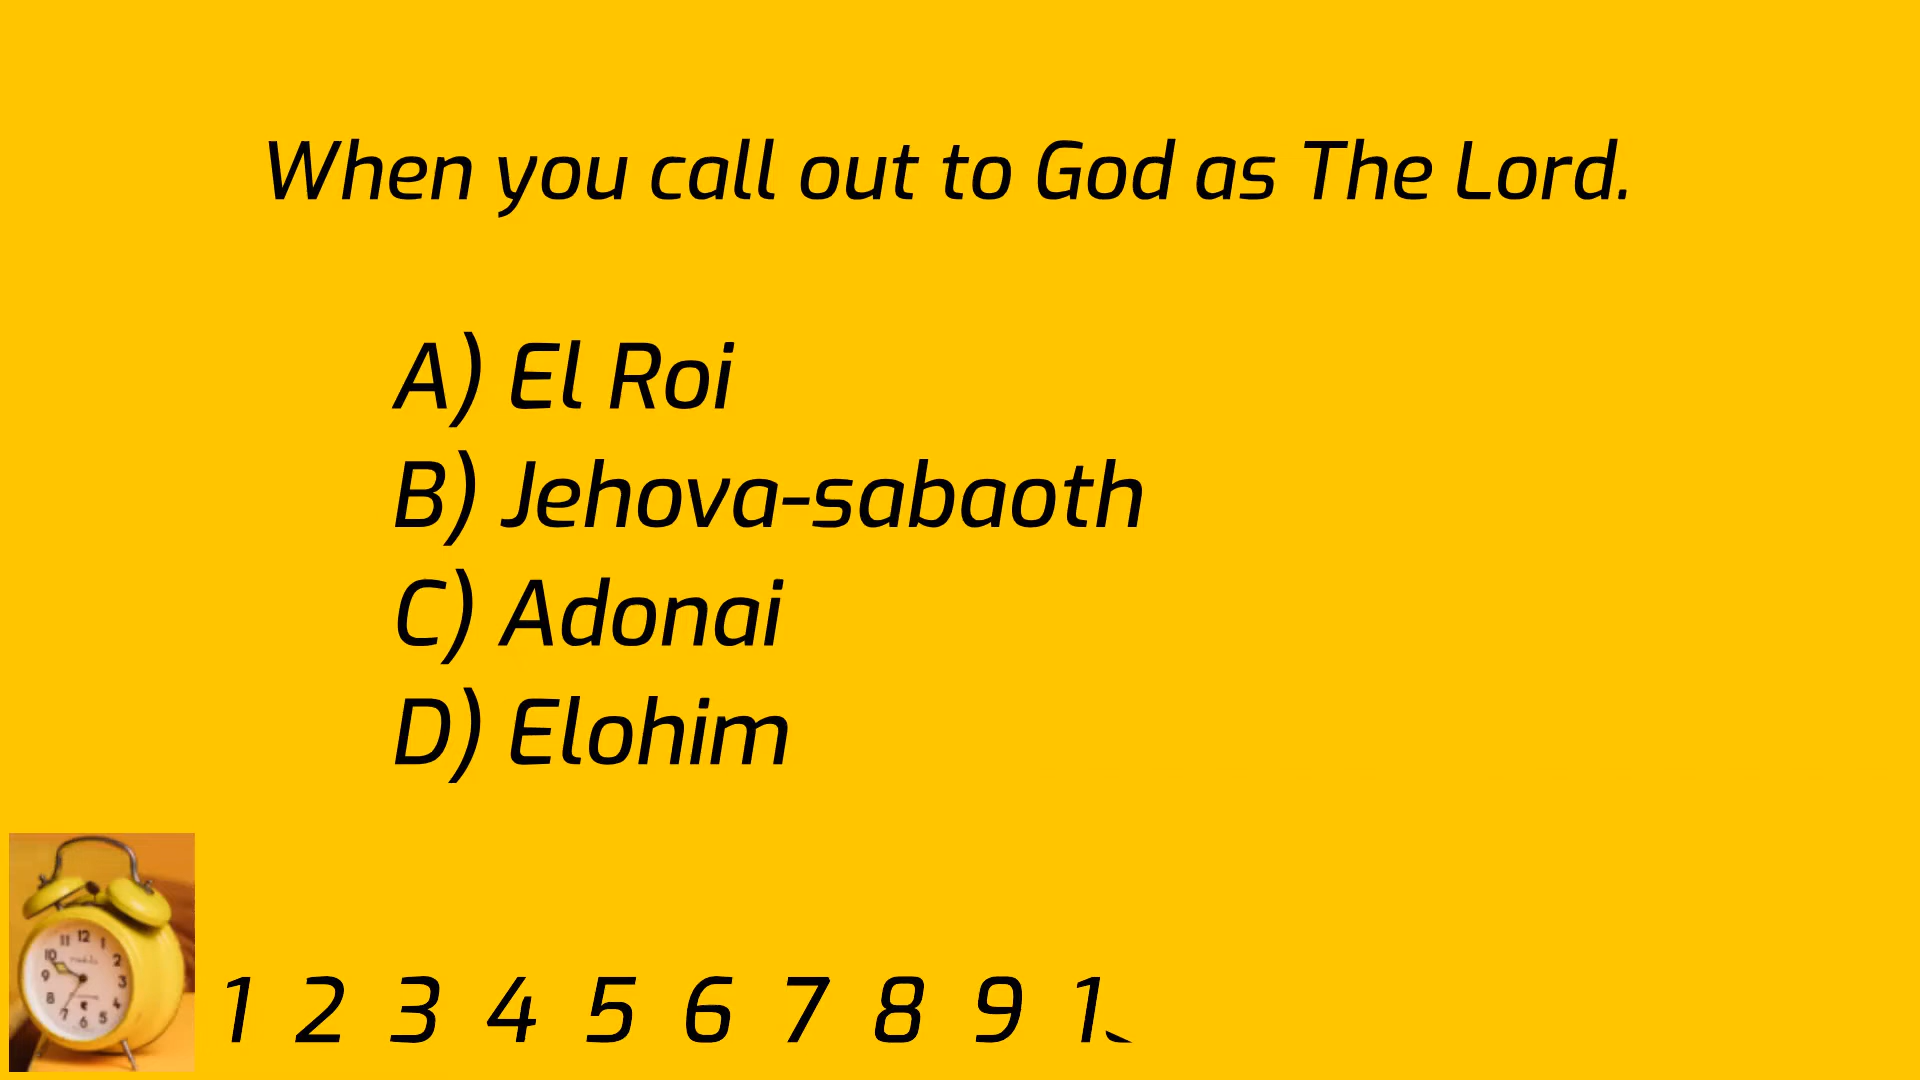 When you call out to God as The Lord.
A) El Roi
B) Jehova-sabaoth
C) Adonai
D) Elohim
1 2 3 4 5 6 7 8 9 1